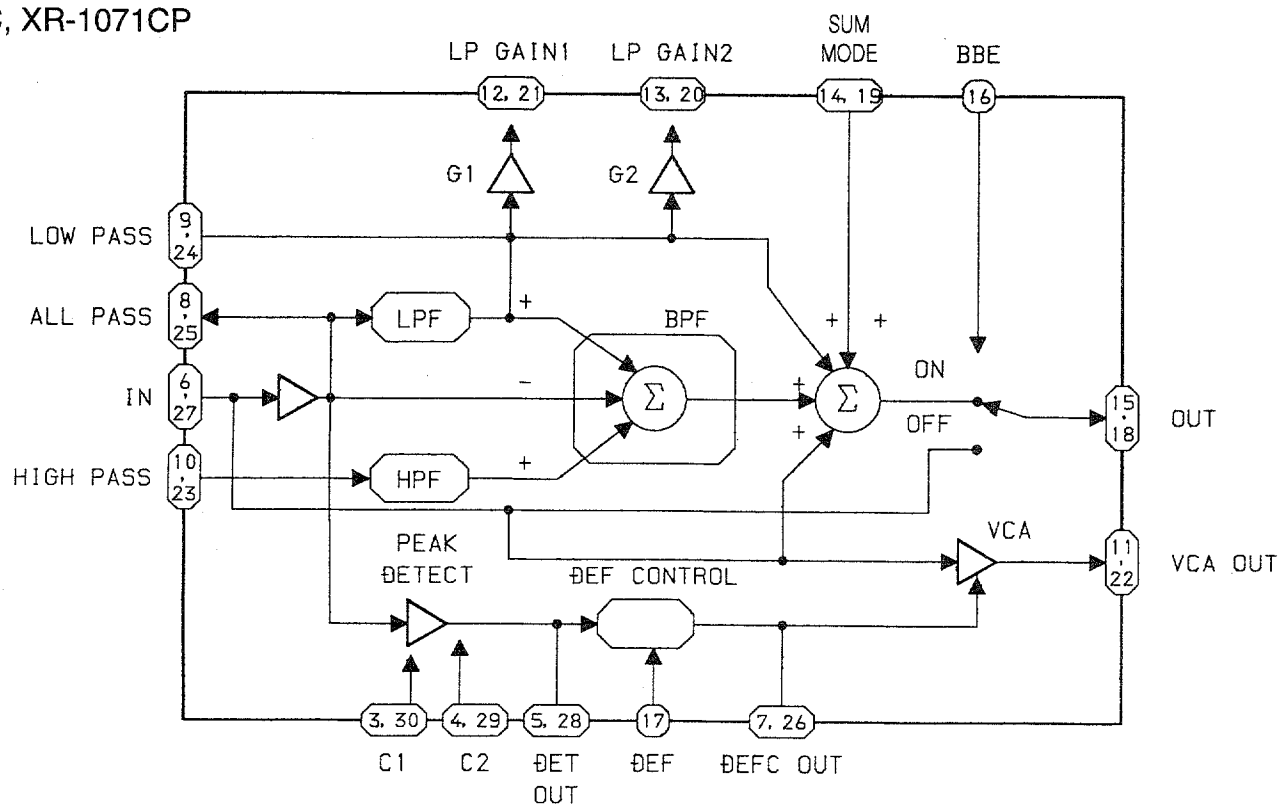 C, XR-1071CP
SUM
MODE
LP GAIN1
LP GAIN2
BBE
12, 21
13, 20
14, 19
16
G1
G2
LOW PASS
9, 24
ALL PASS
8, 25
LPF
+
BPF
+ +
IN
6, 27
-
Σ
+
Σ
ON
OFF
15, 18
OUT
HIGH PASS
10, 23
HPF
+
+
PEAK
DETECT
DEF CONTROL
VCA
11, 22
VCA OUT
3, 30
4, 29
5, 28
17
7, 26
C1
C2
DET
OUT
DEF
DEFC OUT